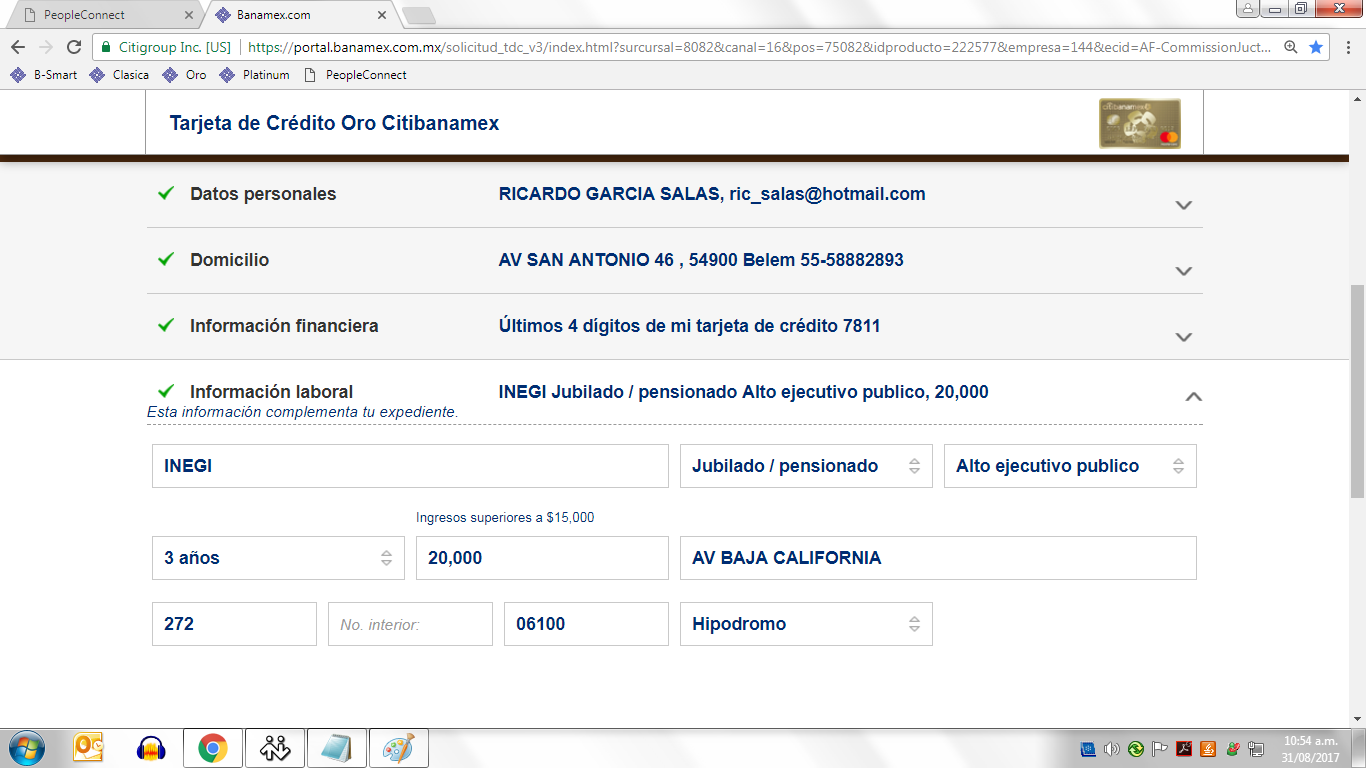 PeopleConnect
Banamex.com
Citigroup Inc. [US] https://portal.banamex.com.mx/solicitud_tdc_v3/index.html?surcursal=8082&canal=16&pos=75082&idproducto=222577&empresa=144&ecid=AF-CommissionJuct...
B-Smart Clasica Oro Platinum PeopleConnect
Tarjeta de Crédito Oro Citibanamex
Datos personales RICARDO GARCIA SALAS, ric_salas@hotmail.com
Domicilio AV SAN ANTONIO 46 , 54900 Belem 55-58882893
Información financiera Últimos 4 dígitos de mi tarjeta de crédito 7811
Información laboral INEGI Jubilado / pensionado Alto ejecutivo publico, 20,000
Esta información complementa tu expediente.
INEGI Jubilado / pensionado Alto ejecutivo publico
Ingresos superiores a $15,000
3 años 20,000 AV BAJA CALIFORNIA
272 No. interior: 06100 Hipodromo
10:54 a.m.
31/08/2017